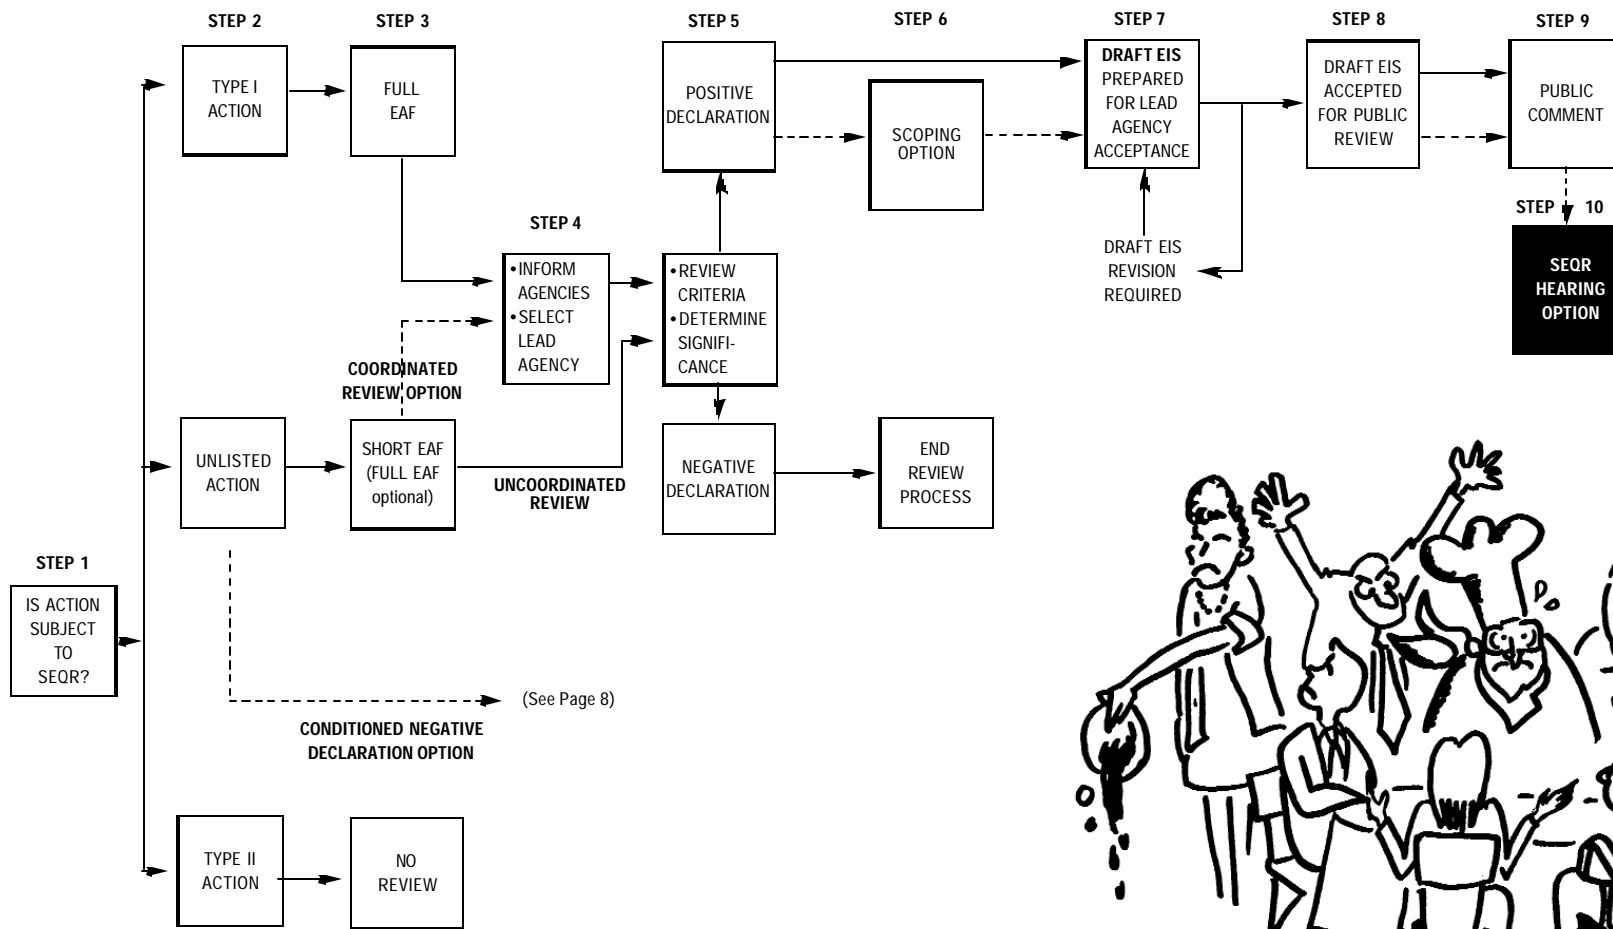 STEP 2
STEP 3
STEP 5
STEP 6
STEP 7
STEP 8
STEP 9
TYPE I
ACTION
FULL
EAF
POSITIVE
DECLARATION
SCOPING
OPTION
DRAFT EIS
PREPARED
FOR LEAD
AGENCY
ACCEPTANCE
DRAFT EIS
ACCEPTED
FOR PUBLIC
REVIEW
PUBLIC
COMMENT
STEP 10
SEQR
HEARING
OPTION
STEP 4
•INFORM
AGENCIES
•SELECT
LEAD
AGENCY
•REVIEW
CRITERIA
•DETERMINE
SIGNIFI-
CANCE
DRAFT EIS
REVISION
REQUIRED
COORDINATED
REVIEW OPTION
UNLISTED
ACTION
SHORT EAF
(FULL EAF
optional)
UNCOORDINATED
REVIEW
NEGATIVE
DECLARATION
END
REVIEW
PROCESS
STEP 1
IS ACTION
SUBJECT
TO
SEQR?
(See Page 8)
CONDITIONED NEGATIVE
DECLARATION OPTION
TYPE II
ACTION
NO
REVIEW